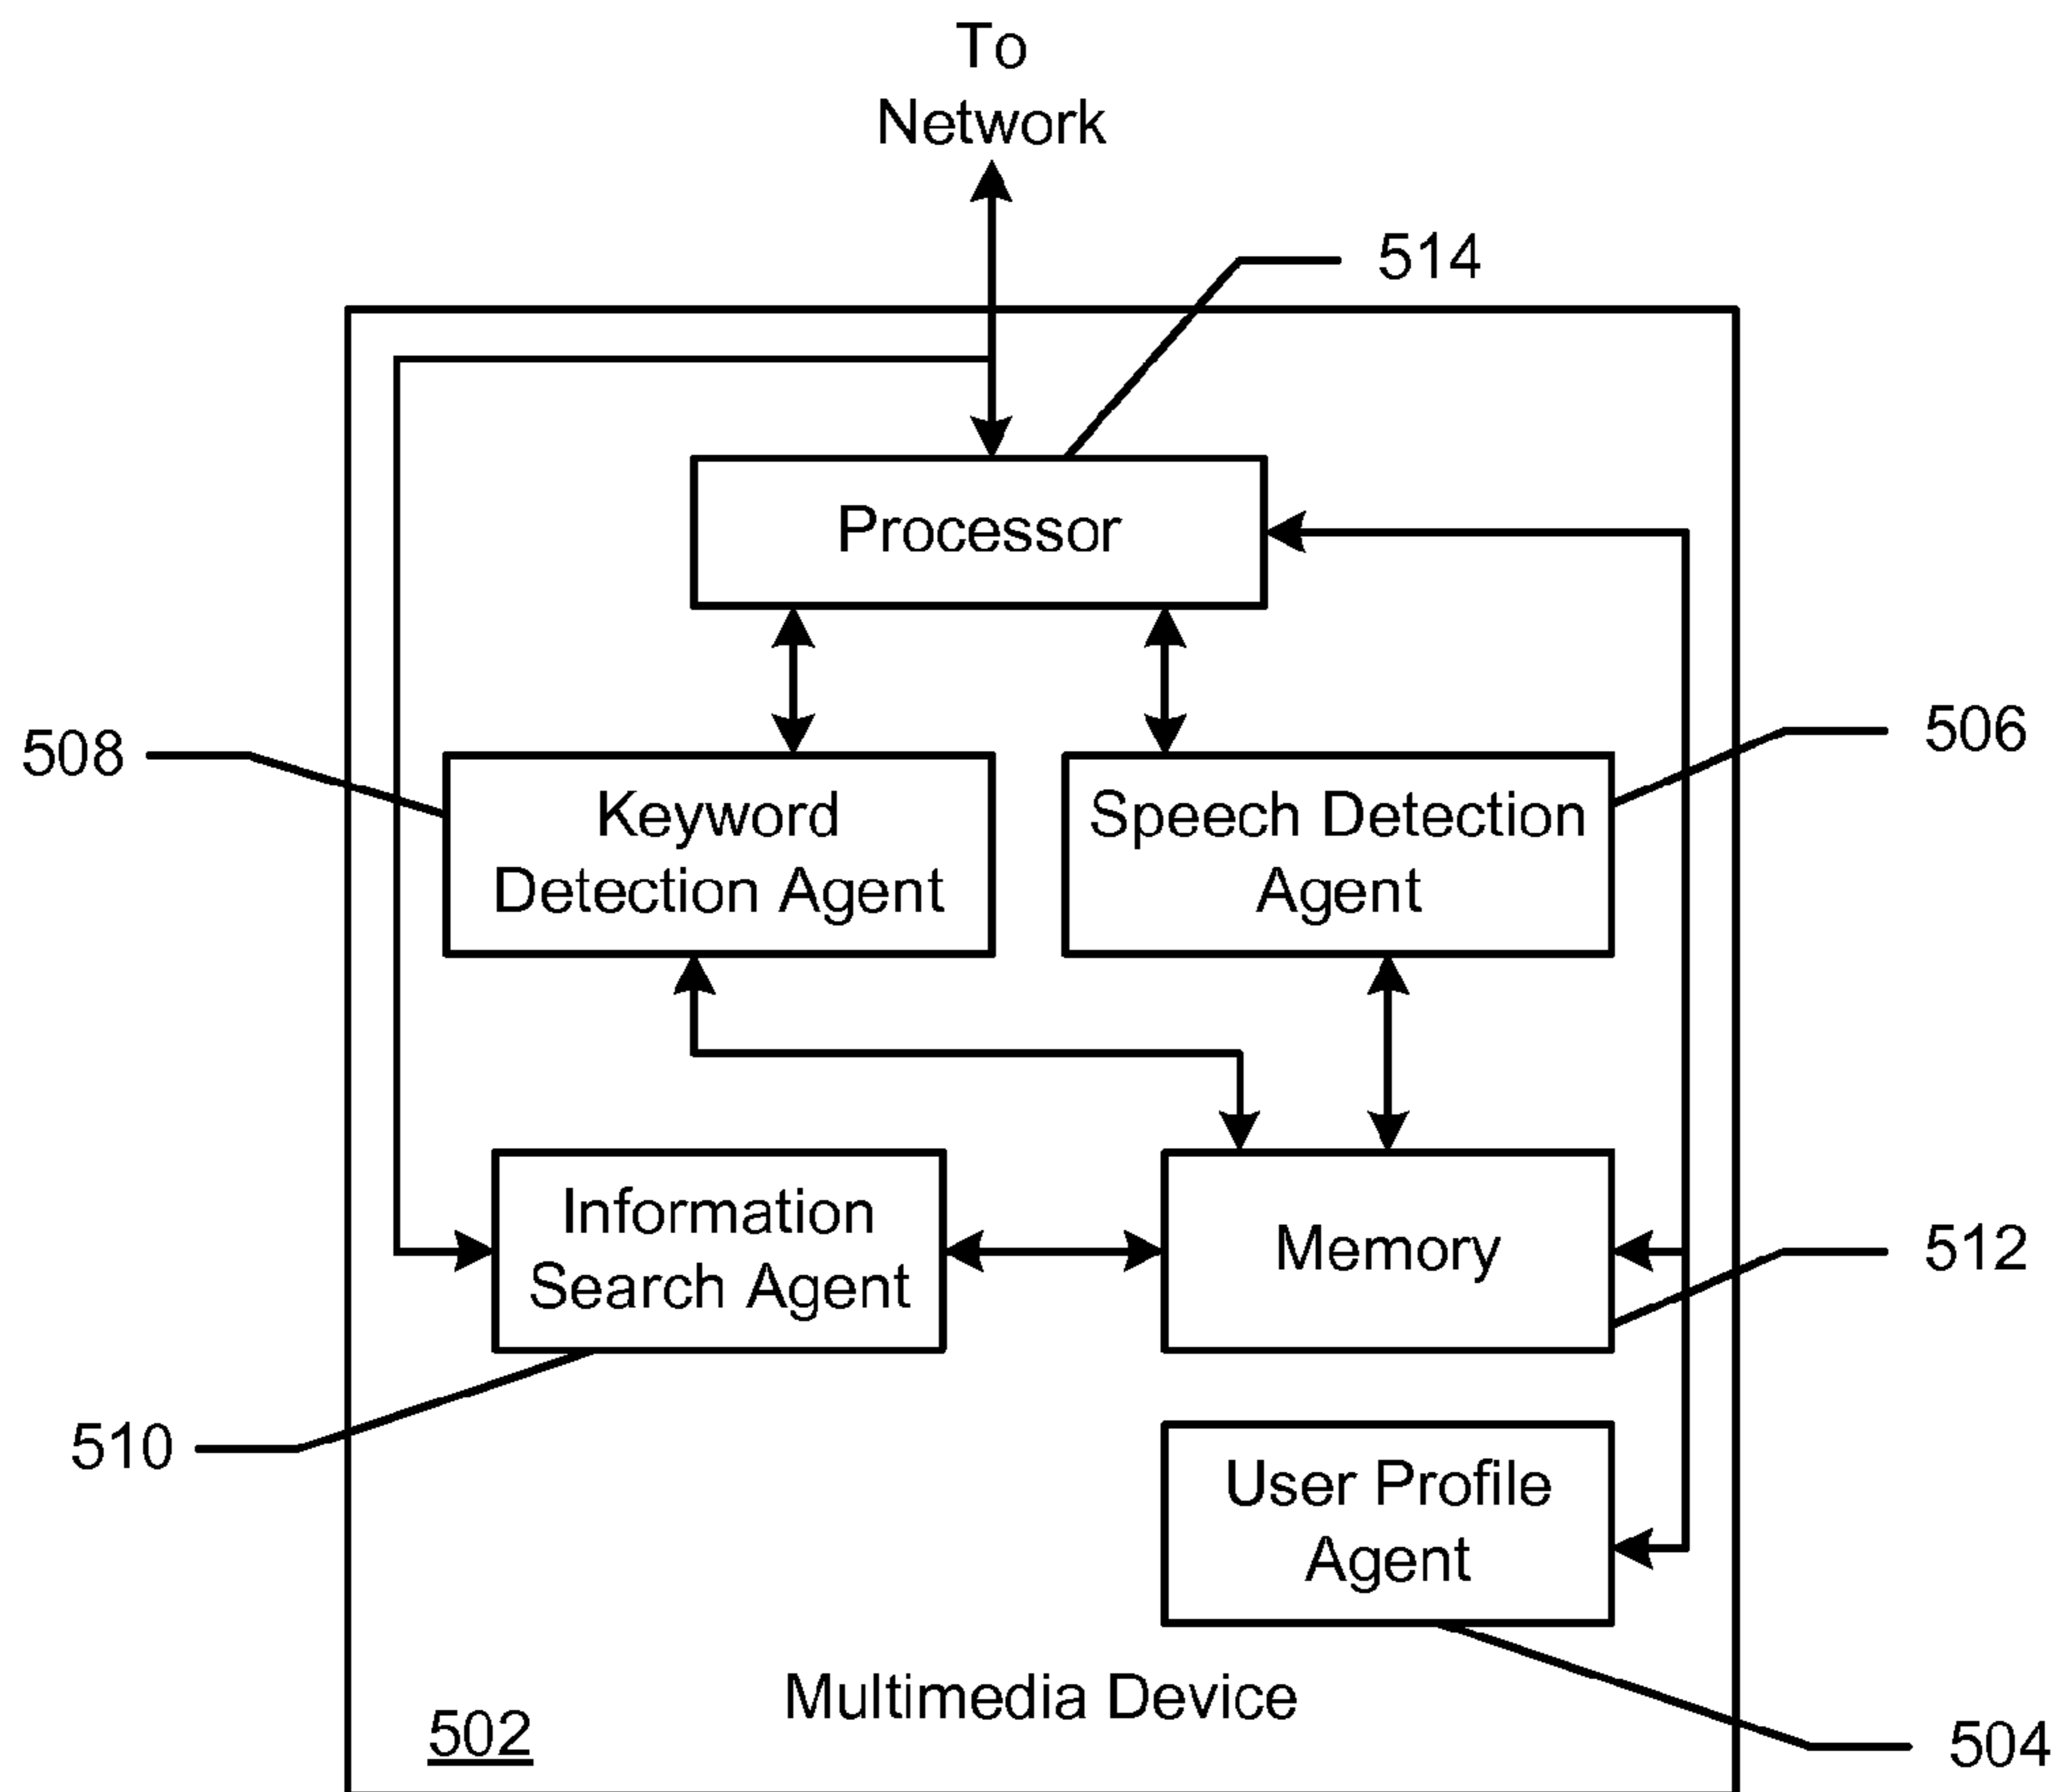 To
Network
514
Processor
508
506
Keyword
Detection Agent
Speech Detection
Agent
Information
Search Agent
Memory
512
510
User Profile
Agent
Multimedia Device
502
504